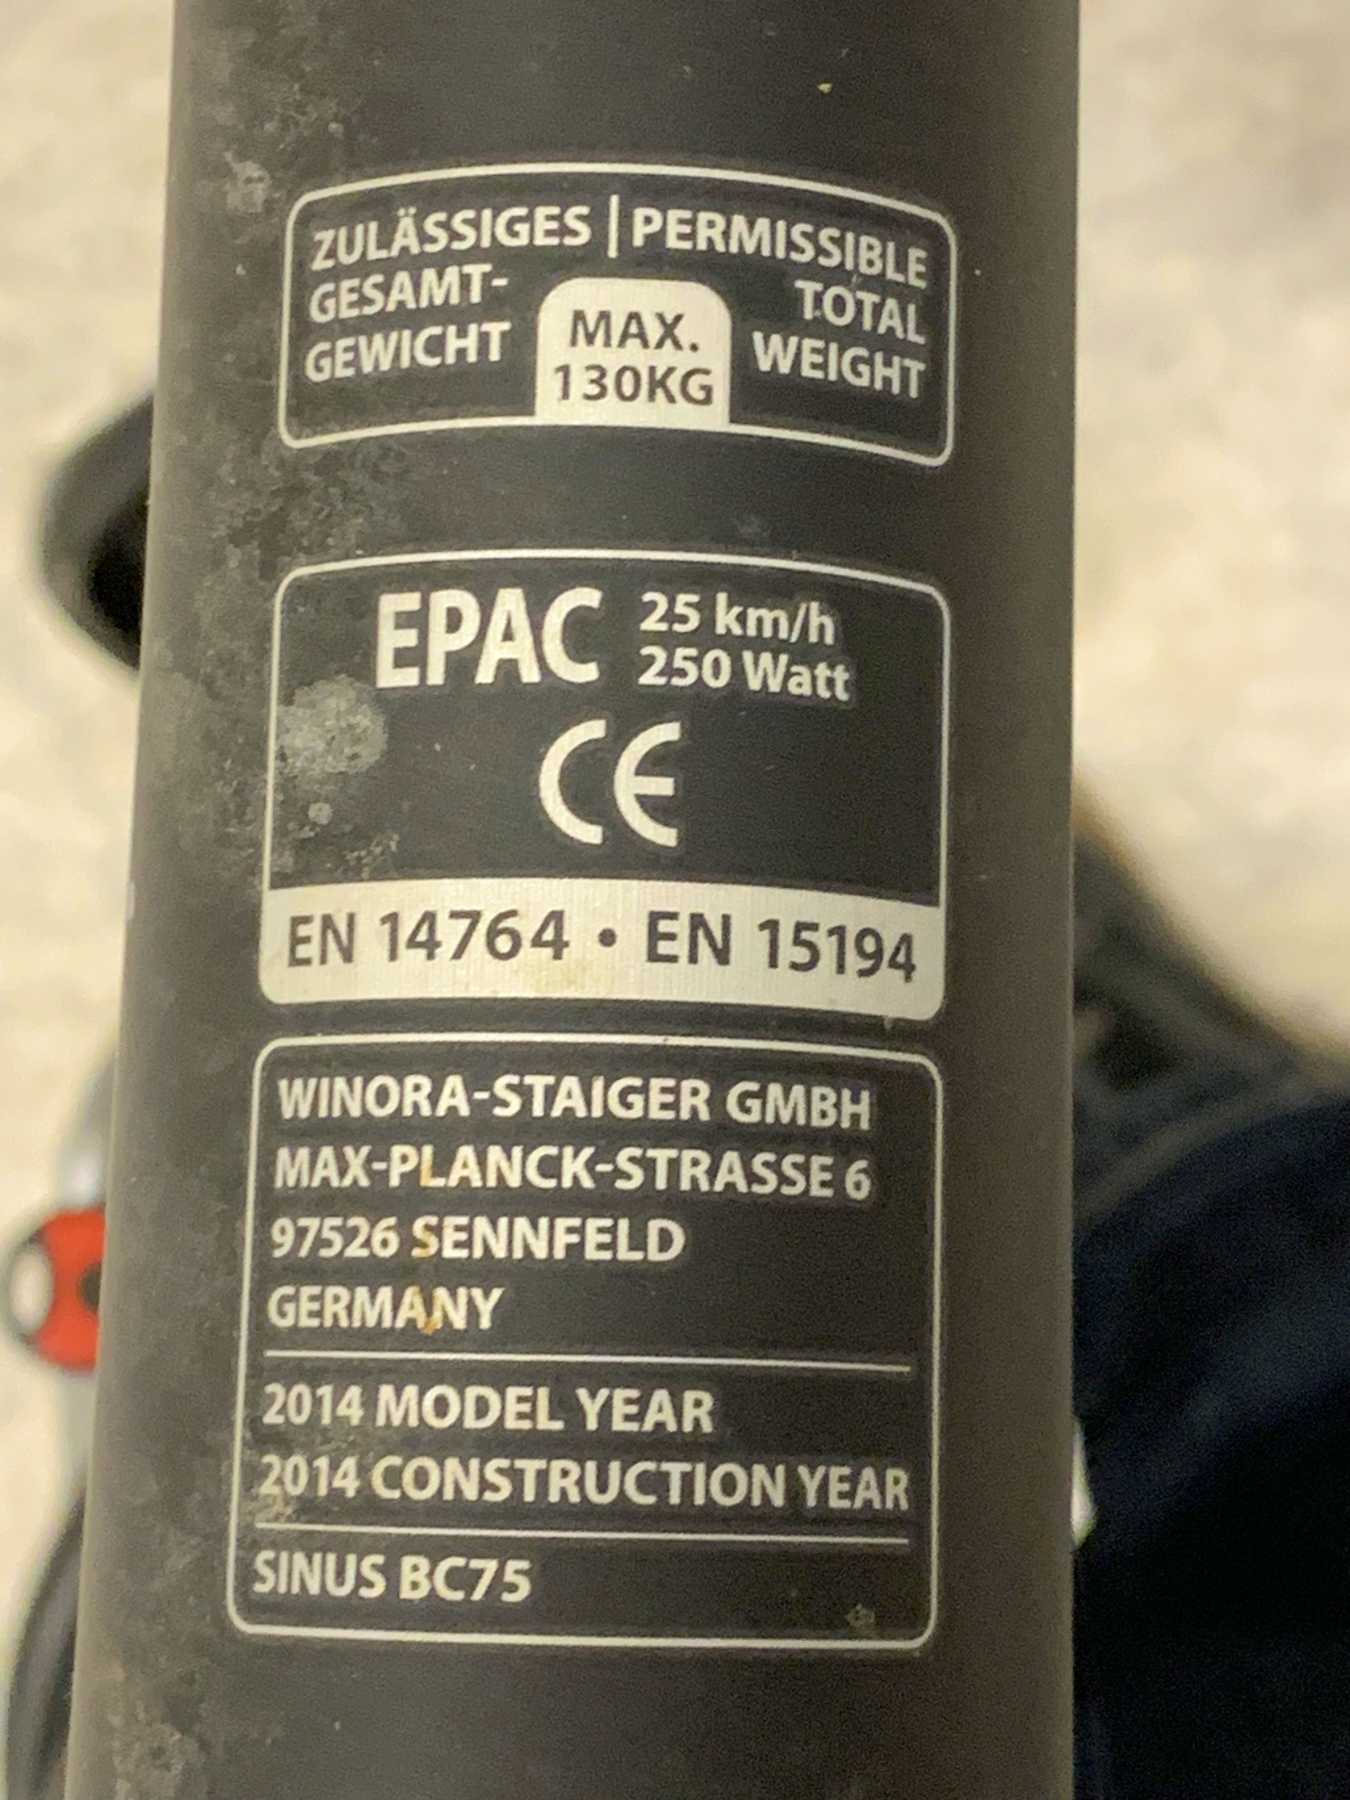 ZULÄSSIGES | PERMISSIBLE
GESAMT- TOTAL
GEWICHT WEIGHT
MAX.
130KG
EPAC 25 km/h
250 Watt
CE
EN 14764 • EN 15194
WINORA-STAIGER GMBH
MAX-PLANCK-STRASSE 6
97526 SENNFELD
GERMANY
2014 MODEL YEAR
2014 CONSTRUCTION YEAR
SINUS BC75